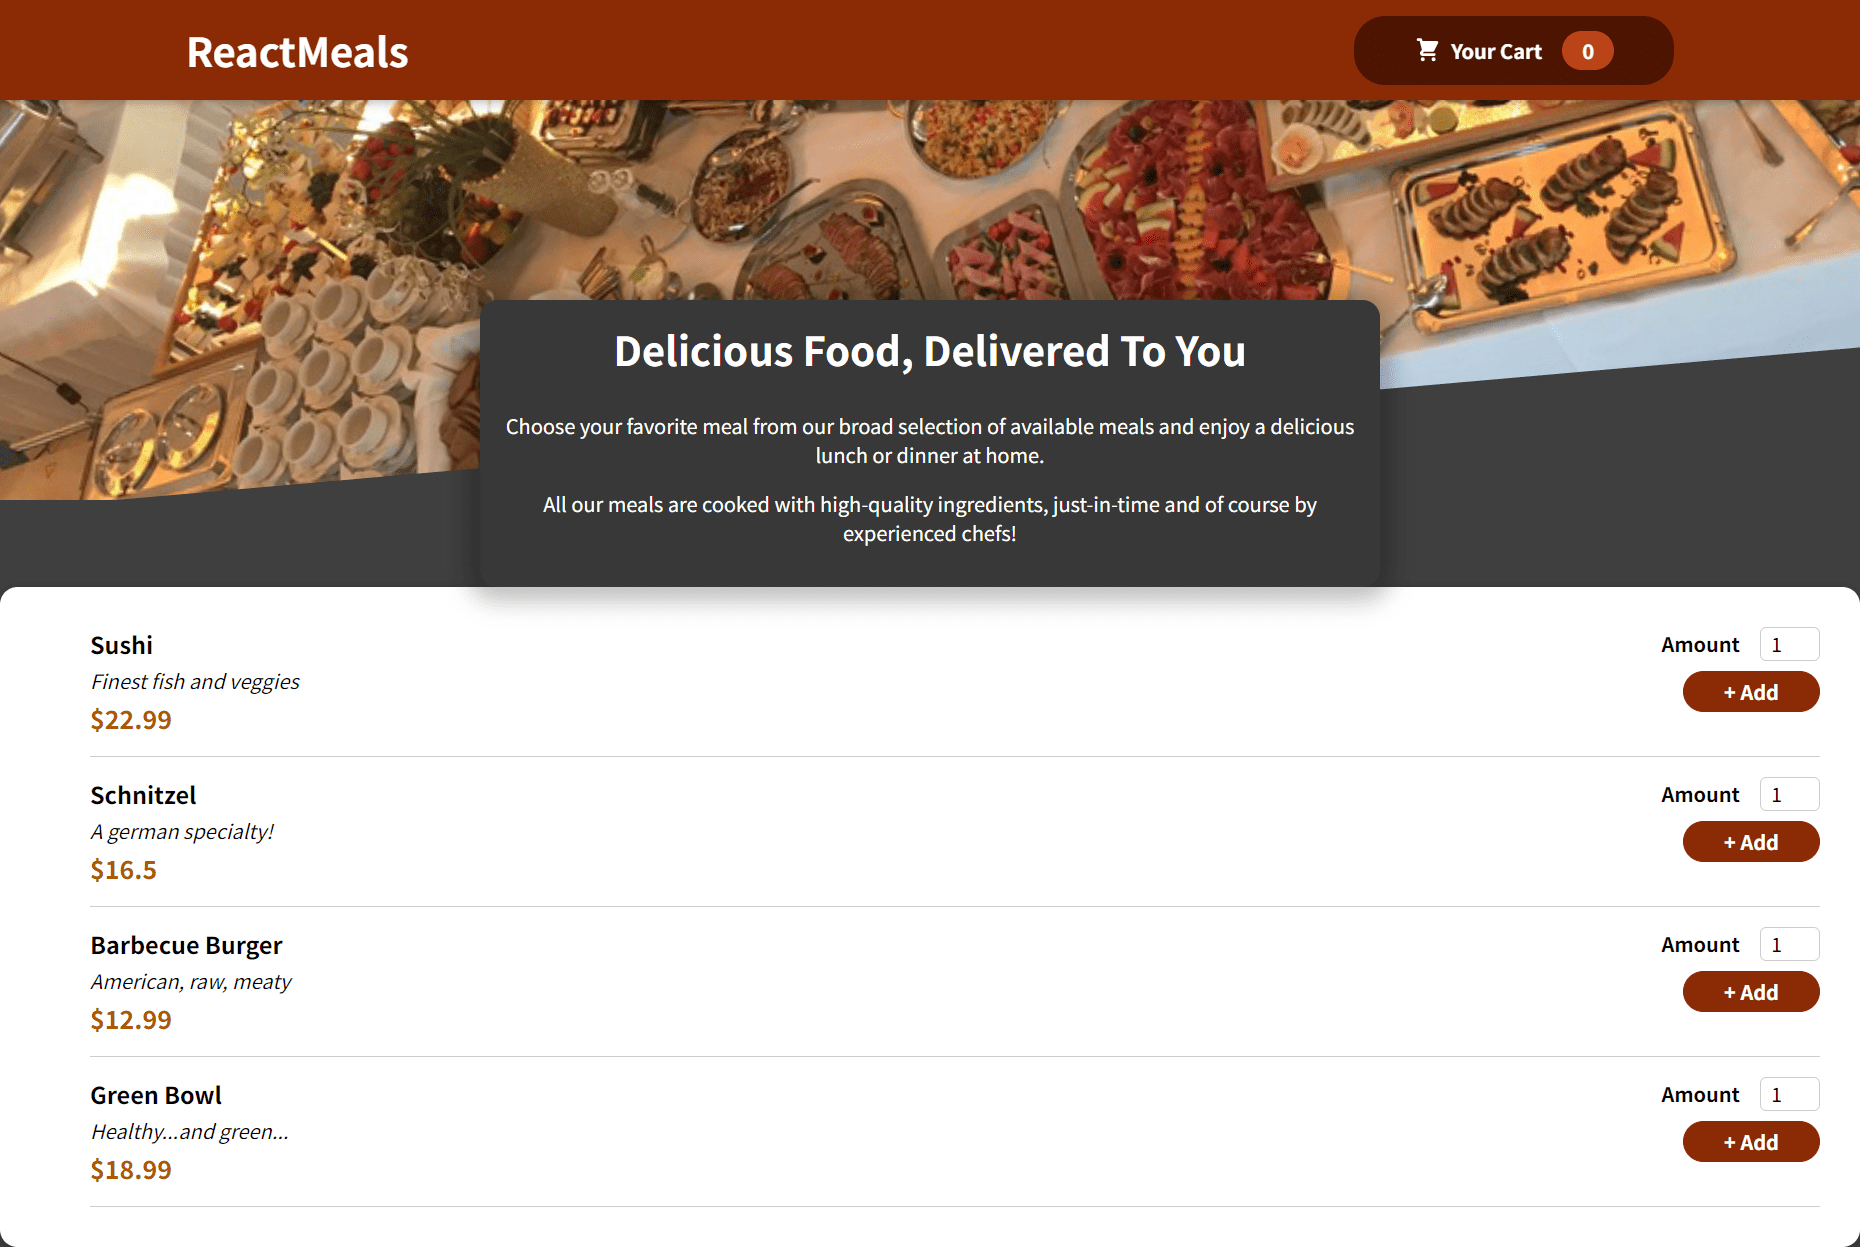 ReactMeals
Your Cart 0
Delicious Food, Delivered To You
Choose your favorite meal from our broad selection of available meals and enjoy a delicious
lunch or dinner at home.
All our meals are cooked with high-quality ingredients, just-in-time and of course by
experienced chefs!
Sushi
Finest fish and veggies
$22.99
Amount 1
+ Add
Schnitzel
A german specialty!
$16.5
Amount 1
+ Add
Barbecue Burger
American, raw, meaty
$12.99
Amount 1
+ Add
Green Bowl
Healthy...and green...
$18.99
Amount 1
+ Add